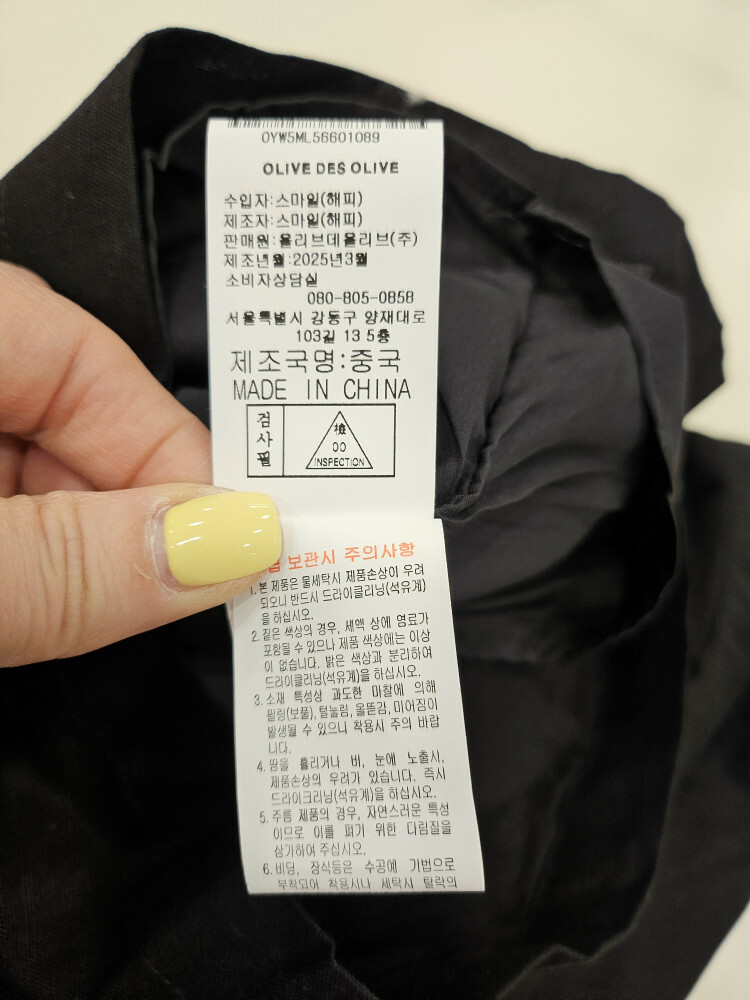 OYW5ML56601089
OLIVE DES OLIVE
수입자:스마일(해피)
제조자:스마일(해피)
판매원:올리브데올리브(주)
제조년월:2025년3월
소비자상담실
080-805-0858
서울특별시 강동구 양재대로
103길 13 5층
제조국명:중국
MADE IN CHINA
검사필
檢
00
INSPECTION
보관시 주의사항
1. 본 제품은 물세탁시 제품손상이 우려
되오니 반드시 드라이클리닝(석유계)
을 하십시오.
2. 짙은 색상의 경우, 세액 상에 염료가
포함될 수 있으나 제품 색상에는 이상
이 없습니다. 밝은 색상과 분리하여
드라이클리닝(석유계)을 하십시오.
3. 소재 특성상 과도한 마찰에 의해
필링(보풀), 털눌림, 올뜯김, 미어짐이
발생될 수 있으니 착용시 주의 바랍
니다.
4. 땀을 흘리거나 비, 눈에 노출시,
제품손상의 우려가 있습니다. 즉시
드라이크리닝(석유계)을 하십시오.
5. 주름 제품의 경우, 자연스러운 특성
이므로 이를 펴기 위한 다림질을
삼가하여 주십시오.
6. 비딩, 장식등은 수공예 기법으로
부착되어 착용시나 세탁시 탈락의